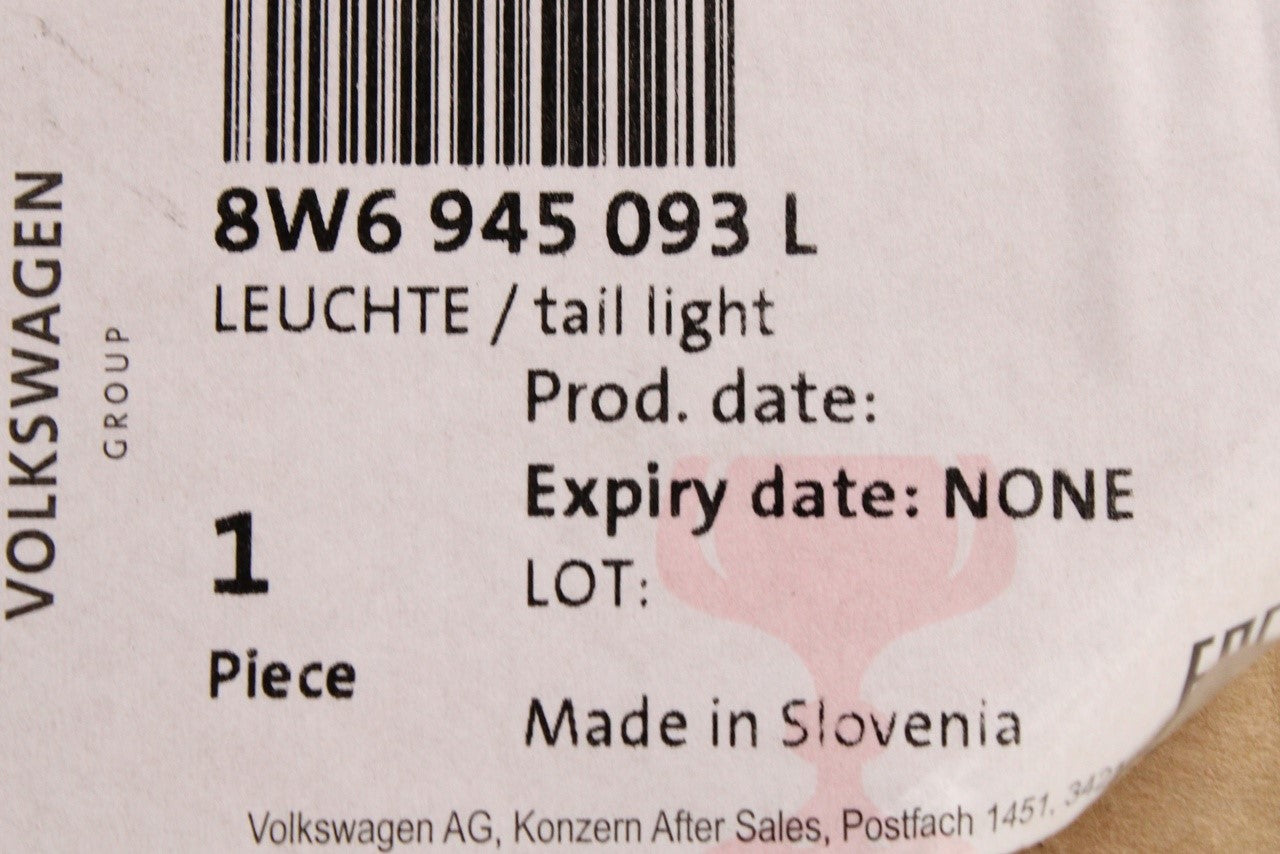 VOLKSWAGEN
GROUP
8W6 945 093 L
LEUCHTE / tail light
Prod. date:
Expiry date: NONE
LOT:
1
Piece
Made in Slovenia
Volkswagen AG, Konzern After Sales, Postfach 1451.